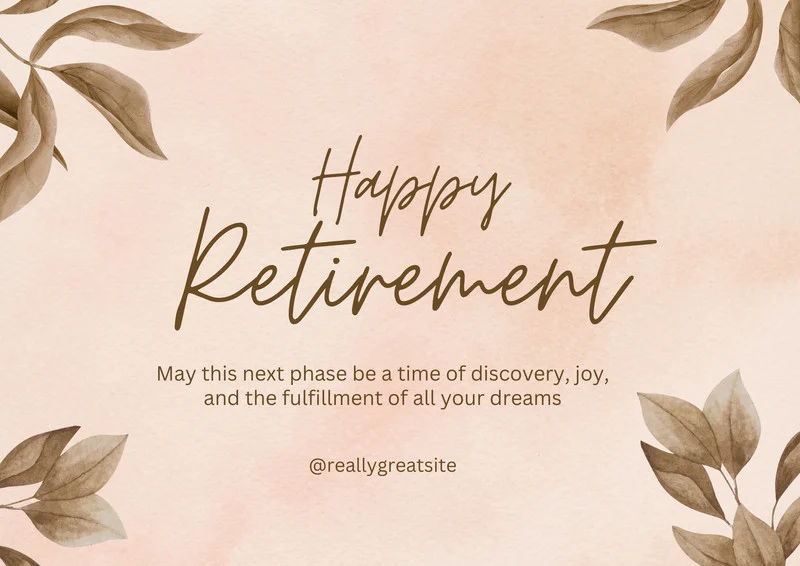 Happy
Retirement
May this next phase be a time of discovery, joy,
and the fulfillment of all your dreams
@reallygreatsite